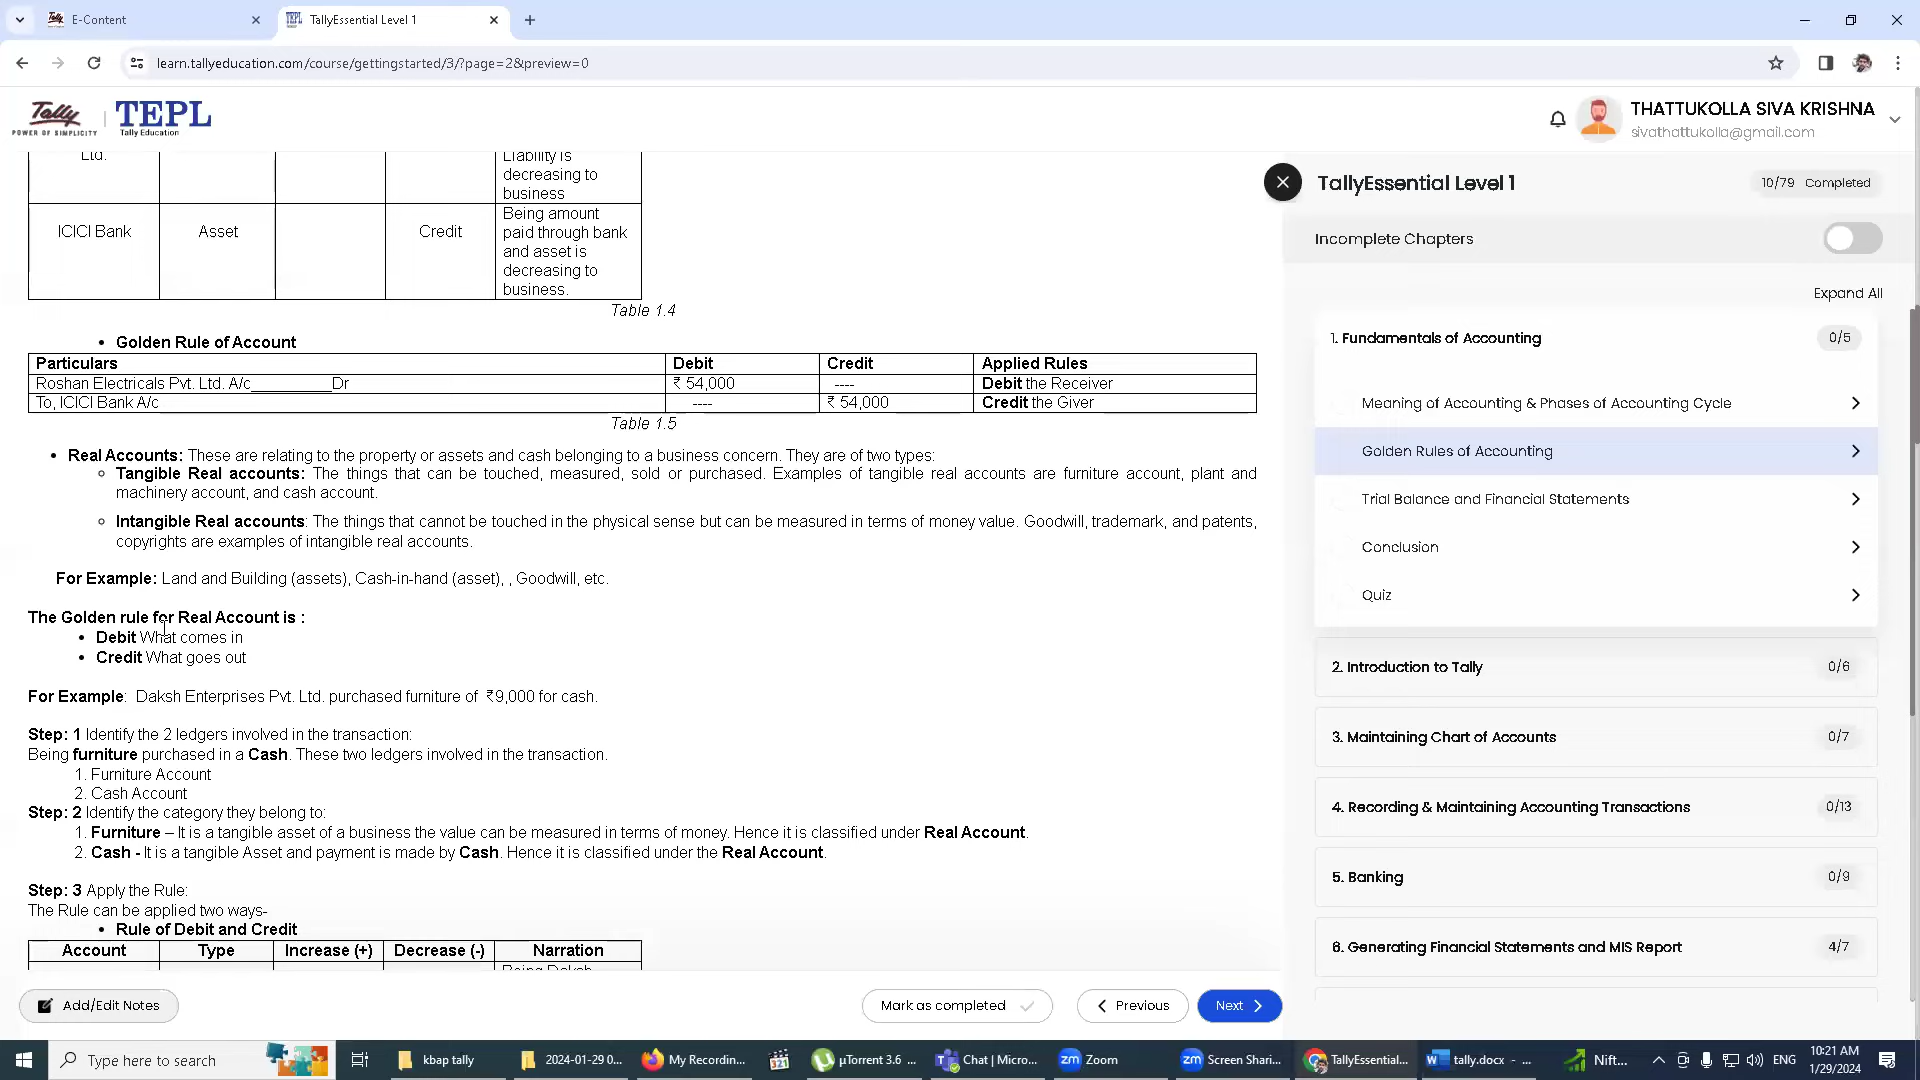 E-Content
TallyEssential Level 1
learn.tallyeducation.com/course/gettingstarted/3/?page=2&preview=0
Tally
POWER OF SIMPLICITY
TEPL
Tally Education
THATTUKOLLA SIVA KRISHNA
sivathattukolla@gmail.com
Ltd.
Liability is
decreasing to
business
ICICI Bank Asset Credit
Being amount
paid through bank
and asset is
decreasing to
business.
Table 1.4
• Golden Rule of Account
Particulars Debit Credit Applied Rules
Roshan Electricals Pvt. Ltd. A/c__________Dr ₹ 54,000 ---- Debit the Receiver
To, ICICI Bank A/c ---- ₹ 54,000 Credit the Giver
Table 1.5
• Real Accounts: These are relating to the property or assets and cash belonging to a business concern. They are of two types:
Tangible Real accounts: The things that can be touched, measured, sold or purchased. Examples of tangible real accounts are furniture account, plant and
machinery account, and cash account.
Intangible Real accounts: The things that cannot be touched in the physical sense but can be measured in terms of money value. Goodwill, trademark, and patents,
copyrights are examples of intangible real accounts.
For Example: Land and Building (assets), Cash-in-hand (asset), , Goodwill, etc.
The Golden rule for Real Account is :
• Debit What comes in
• Credit What goes out
For Example: Daksh Enterprises Pvt. Ltd. purchased furniture of ₹9,000 for cash.
Step: 1 Identify the 2 ledgers involved in the transaction:
Being furniture purchased in a Cash. These two ledgers involved in the transaction.
1. Furniture Account
2. Cash Account
Step: 2 Identify the category they belong to:
1. Furniture – It is a tangible asset of a business the value can be measured in terms of money. Hence it is classified under Real Account.
2. Cash - It is a tangible Asset and payment is made by Cash. Hence it is classified under the Real Account.
Step: 3 Apply the Rule:
The Rule can be applied two ways-
• Rule of Debit and Credit
Account Type Increase (+) Decrease (-) Narration
Being Daksh
Add/Edit Notes
Mark as completed
Previous
Next
TallyEssential Level 1
10/79 Completed
Incomplete Chapters
Expand All
1. Fundamentals of Accounting 0/5
Meaning of Accounting & Phases of Accounting Cycle
Golden Rules of Accounting
Trial Balance and Financial Statements
Conclusion
Quiz
2. Introduction to Tally 0/6
3. Maintaining Chart of Accounts 0/7
4. Recording & Maintaining Accounting Transactions 0/13
5. Banking 0/9
6. Generating Financial Statements and MIS Report 4/7
Type here to search
kbap tally
2024-01-29 0...
My Recordin...
321
µTorrent 3.6 ...
Chat | Micro...
zm Zoom
zm Screen Shari...
TallyEssential...
tally.docx - ...
Nift...
ENG
10:21 AM
1/29/2024